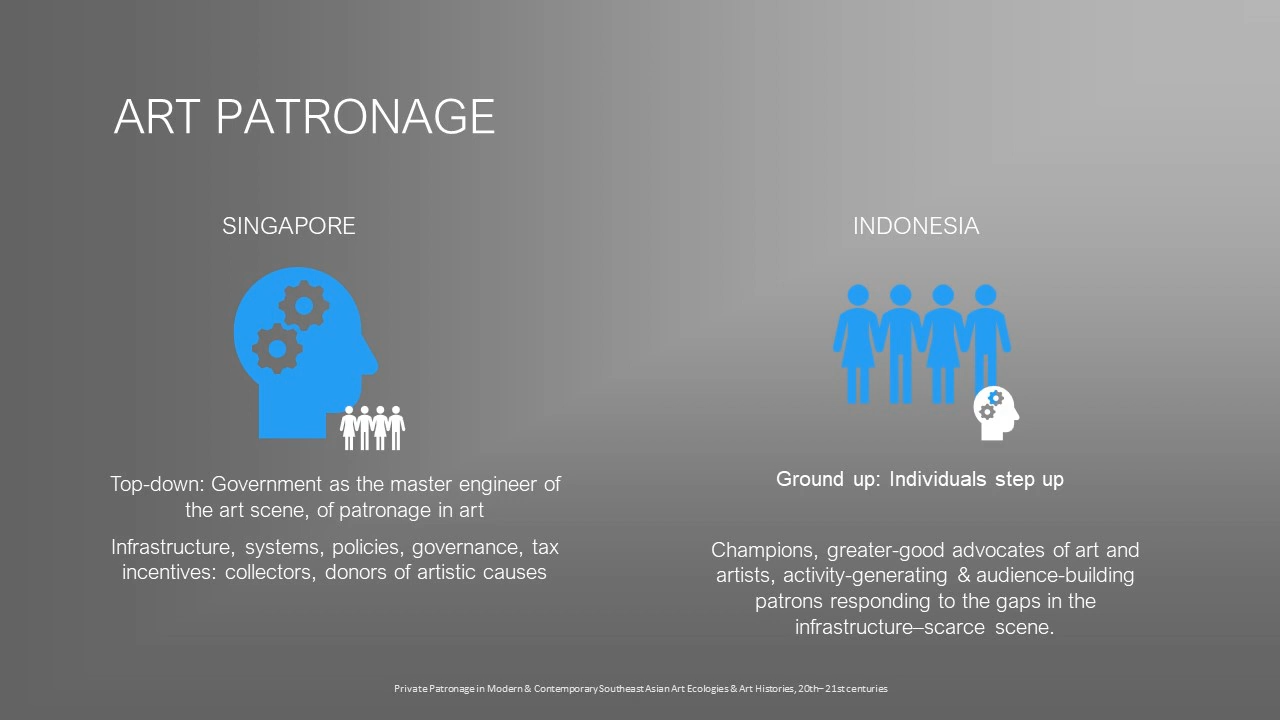 ART PATRONAGE
SINGAPORE
Top-down: Government as the master engineer of
the art scene, of patronage in art
Infrastructure, systems, policies, governance, tax
incentives: collectors, donors of artistic causes
INDONESIA
Ground up: Individuals step up
Champions, greater-good advocates of art and
artists, activity-generating & audience-building
patrons responding to the gaps in the
infrastructure–scarce scene.
Private Patronage in Modern & Contemporary Southeast Asian Art Ecologies & Art Histories, 20th–21st centuries